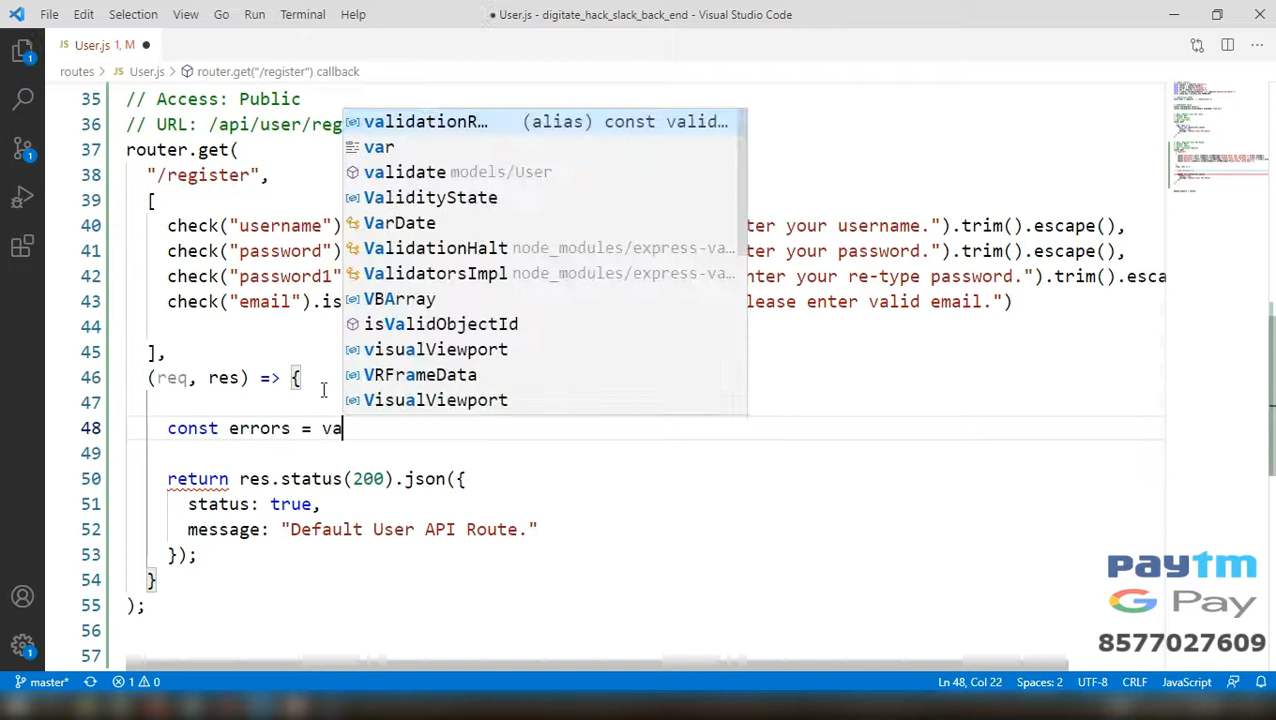 File Edit Selection View Go Run Terminal Help
● User.js - digitate_hack_slack_back_end - Visual Studio Code
JS User.js 1, M ●
routes > JS User.js > router.get("/register") callback
35 // Access: Public
36 // URL: /api/user/reg
37 router.get(
38 "/register",
39 [
40 check("username") ter your username.").trim().escape(),
41 check("password") ter your password.").trim().escape(),
42 check("password1" nter your re-type password.").trim().esca
43 check("email").is lease enter valid email.")
44
45 ],
46 (req, res) => {
47
48 const errors = va
49
50 return res.status(200).json({
51 status: true,
52 message: "Default User API Route."
53 });
54 }
55 );
56
57
validationR… (alias) const valid…
var
validate models/User
ValidityState
VarDate
ValidationHalt node_modules/express-va…
ValidatorsImpl node_modules/express-va…
VBArray
isValidObjectId
visualViewport
VRFrameData
VisualViewport
1
1
1
paytm
G Pay
8577027609
master* 1 0 Ln 48, Col 22 Spaces: 2 UTF-8 CRLF JavaScript